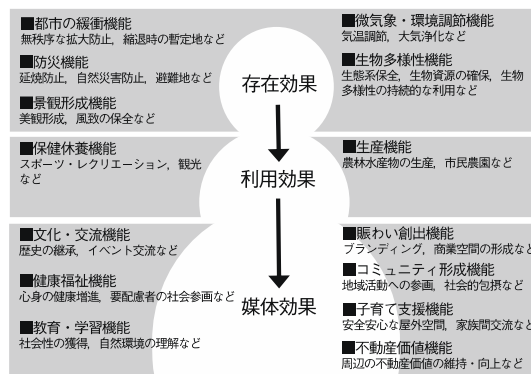 ■都市の緩衝機能
無秩序な拡大防止，縮退時の暫定地など
■防災機能
延焼防止，自然災害防止，避難地など
■景観形成機能
美観形成，風致の保全など
存在効果
■微気象・環境調節機能
気温調節，大気浄化など
■生物多様性機能
生態系保全，生物資源の確保，生物
多様性の持続的な利用など
■保健休養機能
スポーツ・レクリエーション，観光
など
利用効果
■生産機能
農林水産物の生産，市民農園など
■文化・交流機能
歴史の継承，イベント交流など
■健康福祉機能
心身の健康増進，要配慮者の社会参画など
■教育・学習機能
社会性の獲得，自然環境の理解など
媒体効果
■賑わい創出機能
ブランディング，商業空間の形成など
■コミュニティ形成機能
地域活動への参画，社会的包摂など
■子育て支援機能
安全安心な屋外空間，家族間交流など
■不動産価値機能
周辺の不動産価値の維持・向上など